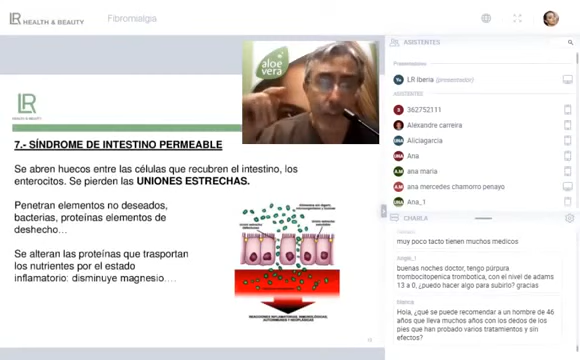 LR HEALTH & BEAUTY
Fibromialgia
aloe
vera
LR
HEALTH & BEAUTY
7.- SÍNDROME DE INTESTINO PERMEABLE
Se abren huecos entre las células que recubren el intestino, los
enterocitos. Se pierden las UNIONES ESTRECHAS.
Penetran elementos no deseados,
bacterias, proteínas elementos de
deshecho…
Se alteran las proteínas que trasportan
los nutrientes por el estado
inflamatorio: disminuye magnesio….
ASISTENTES
LR Iberia (presentador)
ASISTENTES
362752111
Alexandre carreira
Aliciagarcia
Ana
ana maria
ana mercedes chamorro penayo
Ana_1
CHARLA
muy poco tacto tienen muchos medicos
Angie_1
buenas noches doctor, tengo púrpura
trombocitopenica trombotica, con el nivel de adams
13 a 0, ¿puedo hacer algo para subirlo? gracias
Blanca
Hola, ¿qué se puede recomendar a un hombre de 46
años que lleva muchos años con los dedos de los
pies que han probado varios tratamientos y sin
efectos?